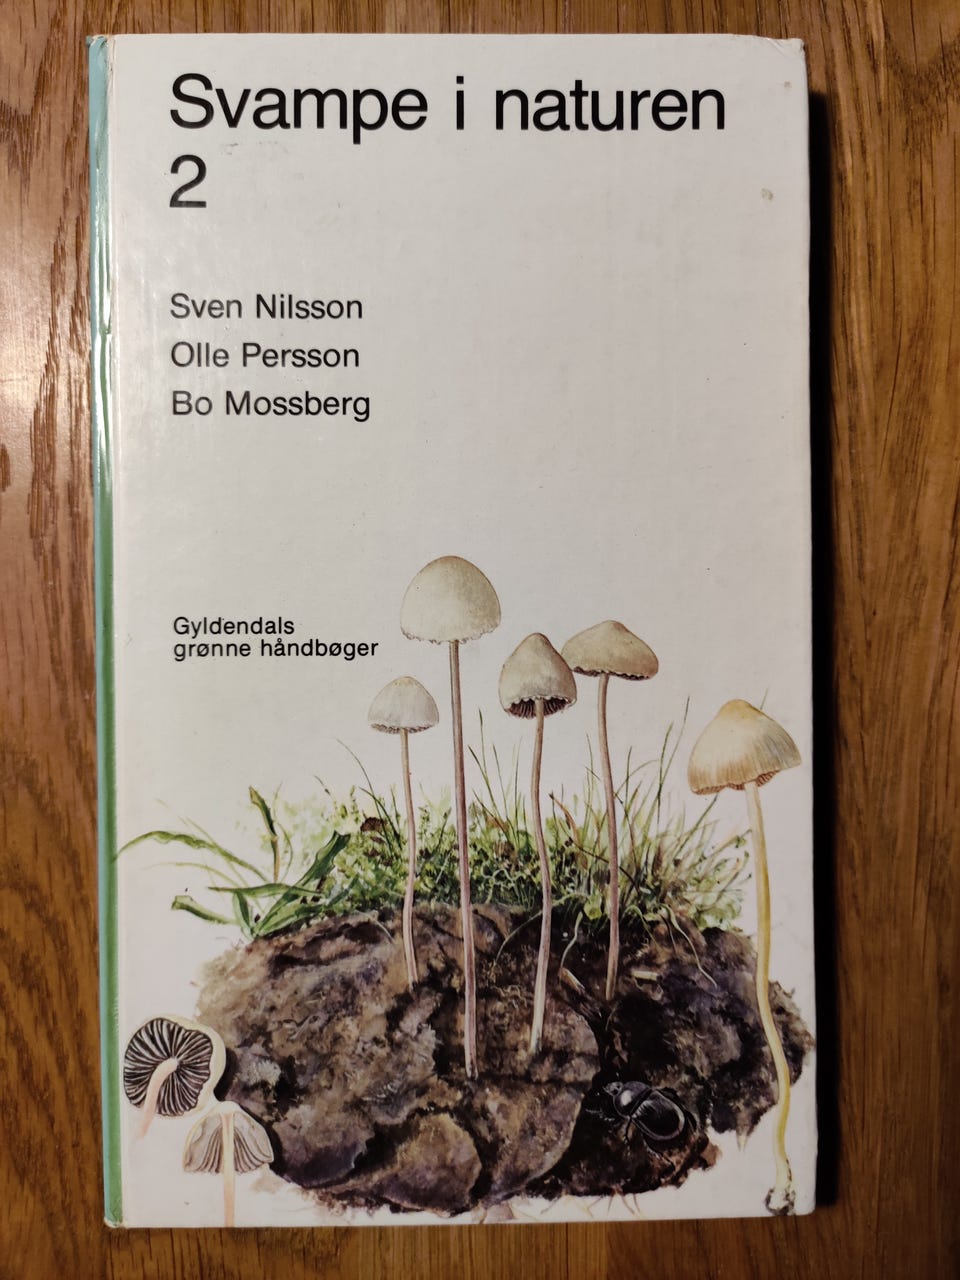 Svampe i naturen
2
Sven Nilsson
Olle Persson
Bo Mossberg
Gyldendals
grønne håndbøger